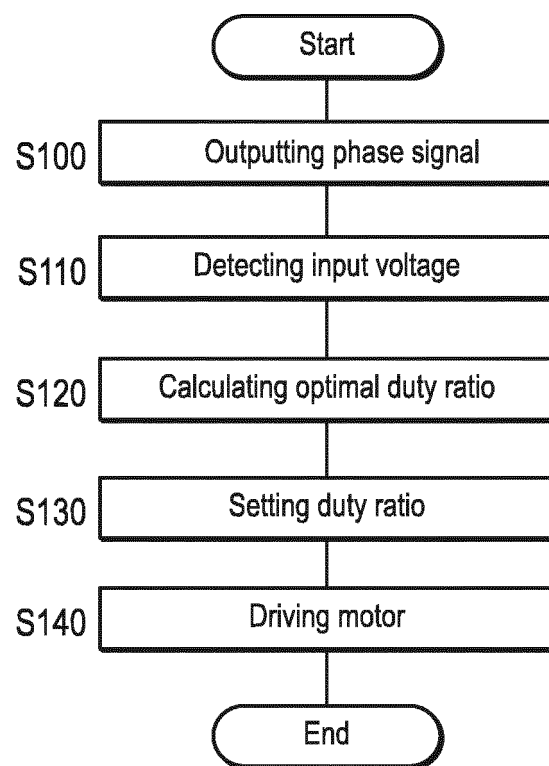 Start
S100 Outputting phase signal
S110 Detecting input voltage
S120 Calculating optimal duty ratio
S130 Setting duty ratio
S140 Driving motor
End